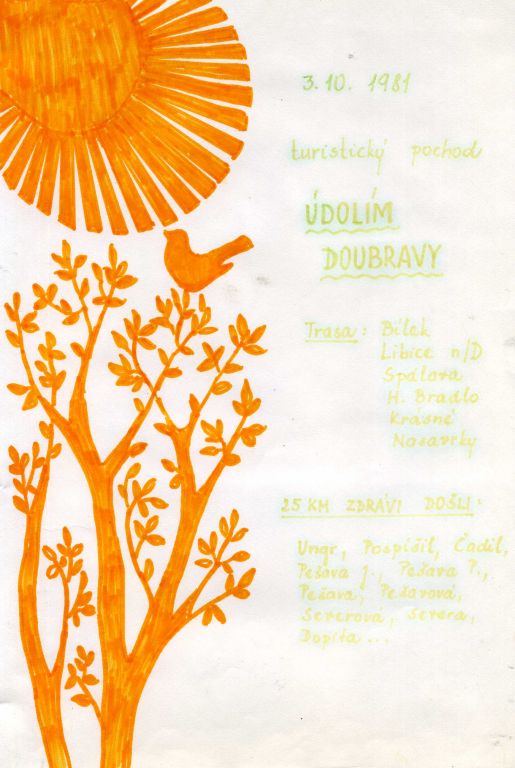 3. 10. 1981
turistický pochod
ÚDOLÍM
DOUBRAVY
Trasa: Bílek
Libice n/D
Spálava
H. Bradlo
Krásné
Nasavrky
25 KM ZDRÁVI DOŠLI:
Ungr, Pospíšil, Čadil,
Pešava J., Pešava P.,
Pešava, Pešavová,
Severová, Severa,
Dopita ...